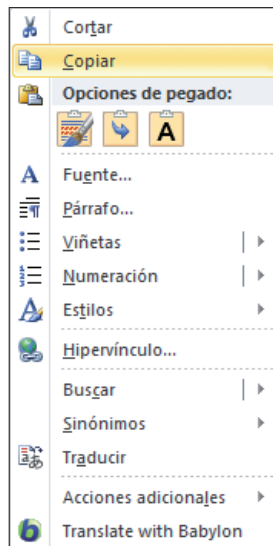 Cortar
Copiar
Opciones de pegado:
A
Fuente...
Párrafo...
Viñetas
Numeración
Estilos
Hipervínculo...
Buscar
Sinónimos
Traducir
Acciones adicionales
Translate with Babylon